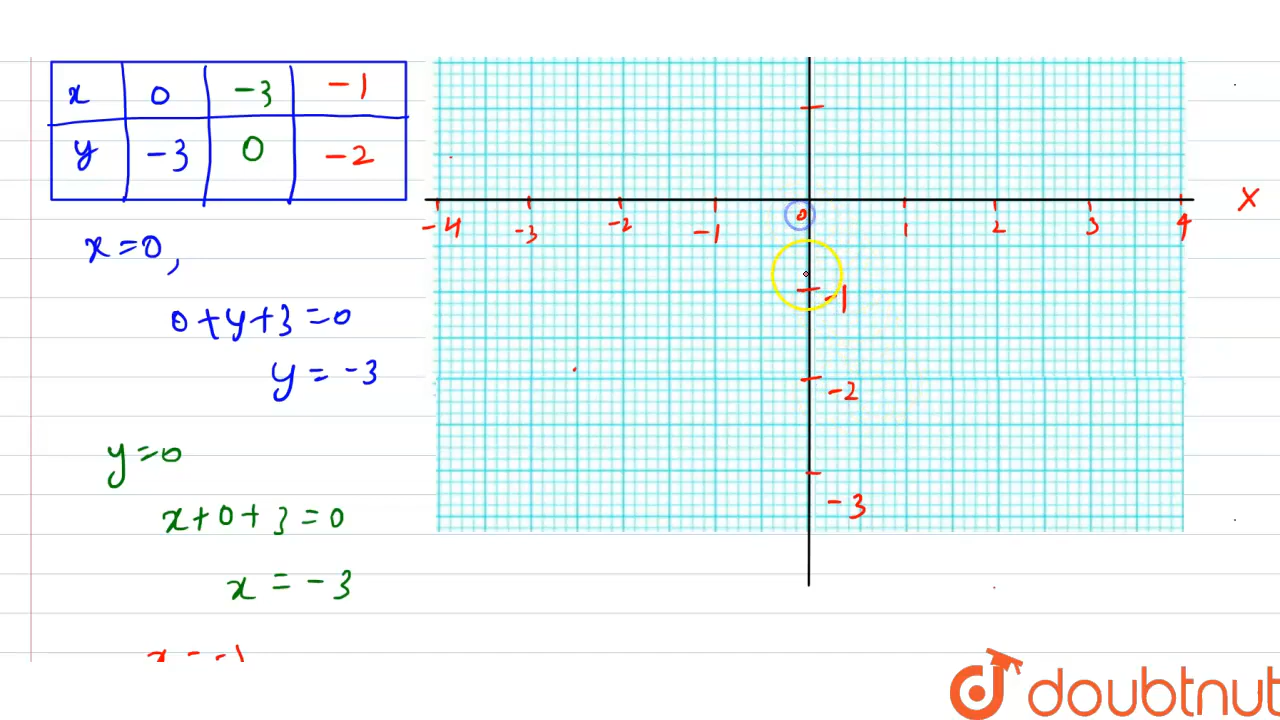 x 0 -3 -1
y -3 0 -2
x=0,
0+y+3=0
y=-3
y=0
x+0+3=0
x=-3
x=-1
X
-4 -3 -2 -1 0 1 2 3 4
-1
-2
-3
doubtnut